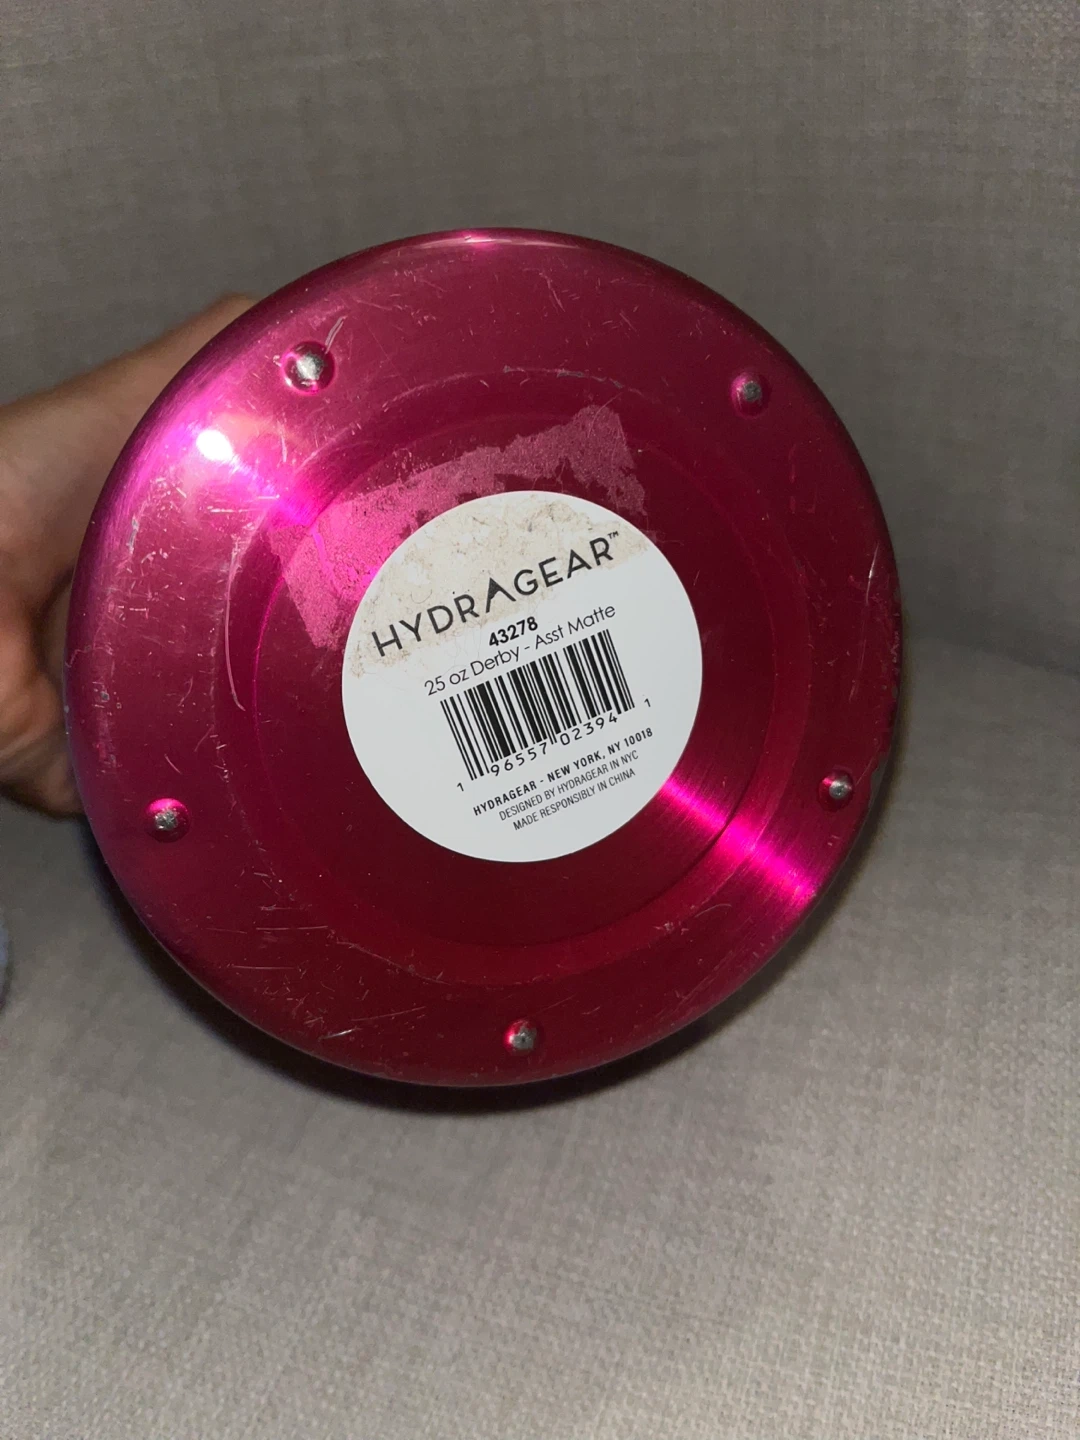 HYDRAGEAR™
43278
25 oz Derby - Asst Matte
1 96557 02394 1
HYDRAGEAR - NEW YORK, NY 10018
DESIGNED BY HYDRAGEAR IN NYC
MADE RESPONSIBLY IN CHINA